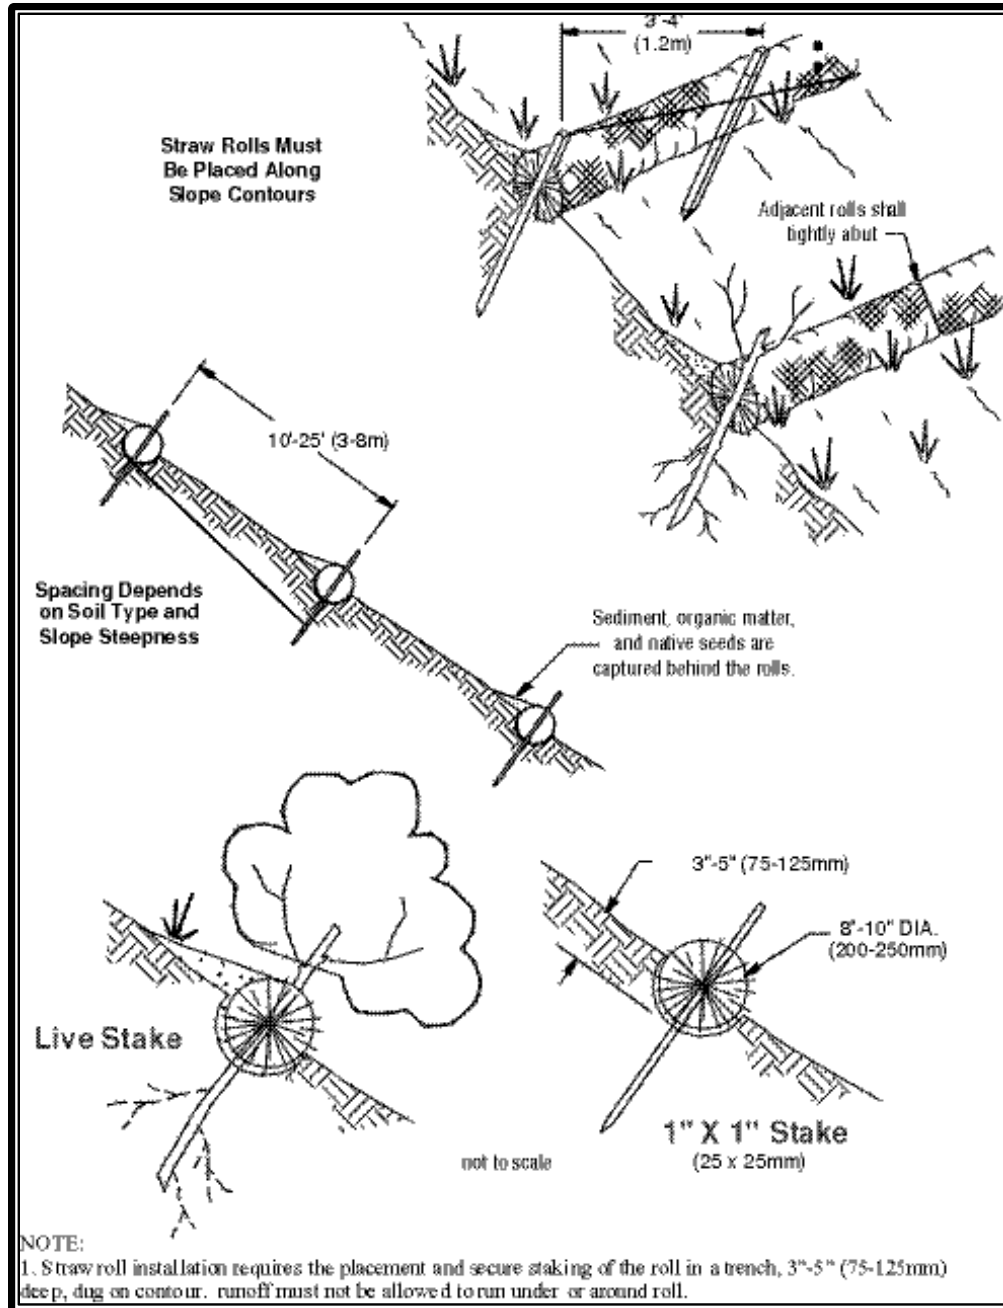 3'-4'
(1.2m)
Straw Rolls Must
Be Placed Along
Slope Contours
Adjacent rolls shall
tightly abut
10'-25' (3-8m)
Spacing Depends
on Soil Type and
Slope Steepness
Sediment, organic matter,
and native seeds are
captured behind the rolls.
3"-5" (75-125mm)
8"-10" DIA.
(200-250mm)
Live Stake
1" X 1" Stake
(25 x 25mm)
not to scale
NOTE:
1. Straw roll installation requires the placement and secure staking of the roll in a trench, 3"-5" (75-125mm)
deep, dug on contour. runoff must not be allowed to run under or around roll.